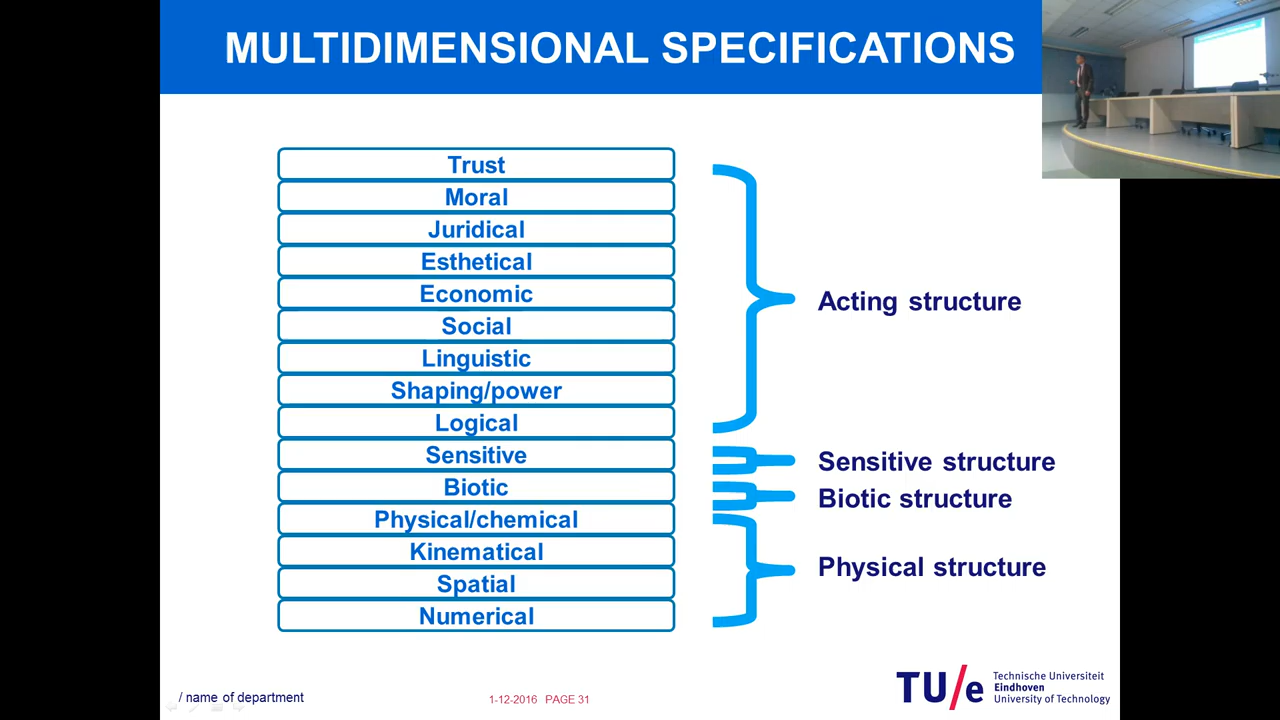 MULTIDIMENSIONAL SPECIFICATIONS
Trust
Moral
Juridical
Esthetical
Economic
Social
Linguistic
Shaping/power
Logical
Sensitive
Biotic
Physical/chemical
Kinematical
Spatial
Numerical
Acting structure
Sensitive structure
Biotic structure
Physical structure
/ name of department
1-12-2016 PAGE 31
TU/e
Technische Universiteit
Eindhoven
University of Technology